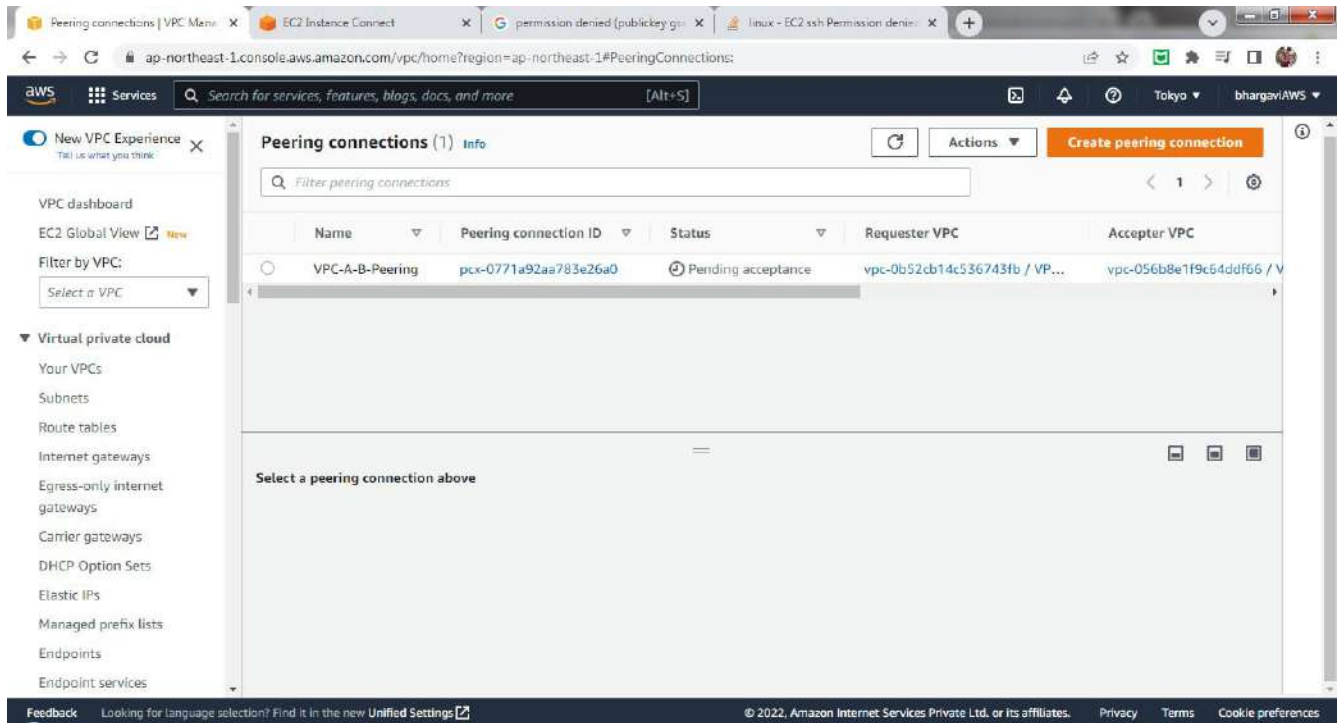 Peering connections | VPC Mana
EC2 Instance Connect
permission denied (publickey gs
linux - EC2 ssh Permission denie
ap-northeast-1.console.aws.amazon.com/vpc/home?region=ap-northeast-1#PeeringConnections:
aws
Services
Search for services, features, blogs, docs, and more
[Alt+S]
Tokyo
bhargaviAWS
New VPC Experience
Tell us what you think
VPC dashboard
EC2 Global View
New
Filter by VPC:
Select a VPC
Virtual private cloud
Your VPCs
Subnets
Route tables
Internet gateways
Egress-only internet
gateways
Carrier gateways
DHCP Option Sets
Elastic IPs
Managed prefix lists
Endpoints
Endpoint services
Peering connections (1) Info
Actions
Create peering connection
Filter peering connections
1
Name
Peering connection ID
Status
Requester VPC
Accepter VPC
VPC-A-B-Peering
pcx-0771a92aa783e26a0
Pending acceptance
vpc-0b52cb14c536743fb / VP...
vpc-056b8e1f9c64ddf66 / V
Select a peering connection above
Feedback
Looking for language selection? Find it in the new Unified Settings
© 2022, Amazon Internet Services Private Ltd. or its affiliates.
Privacy
Terms
Cookie preferences